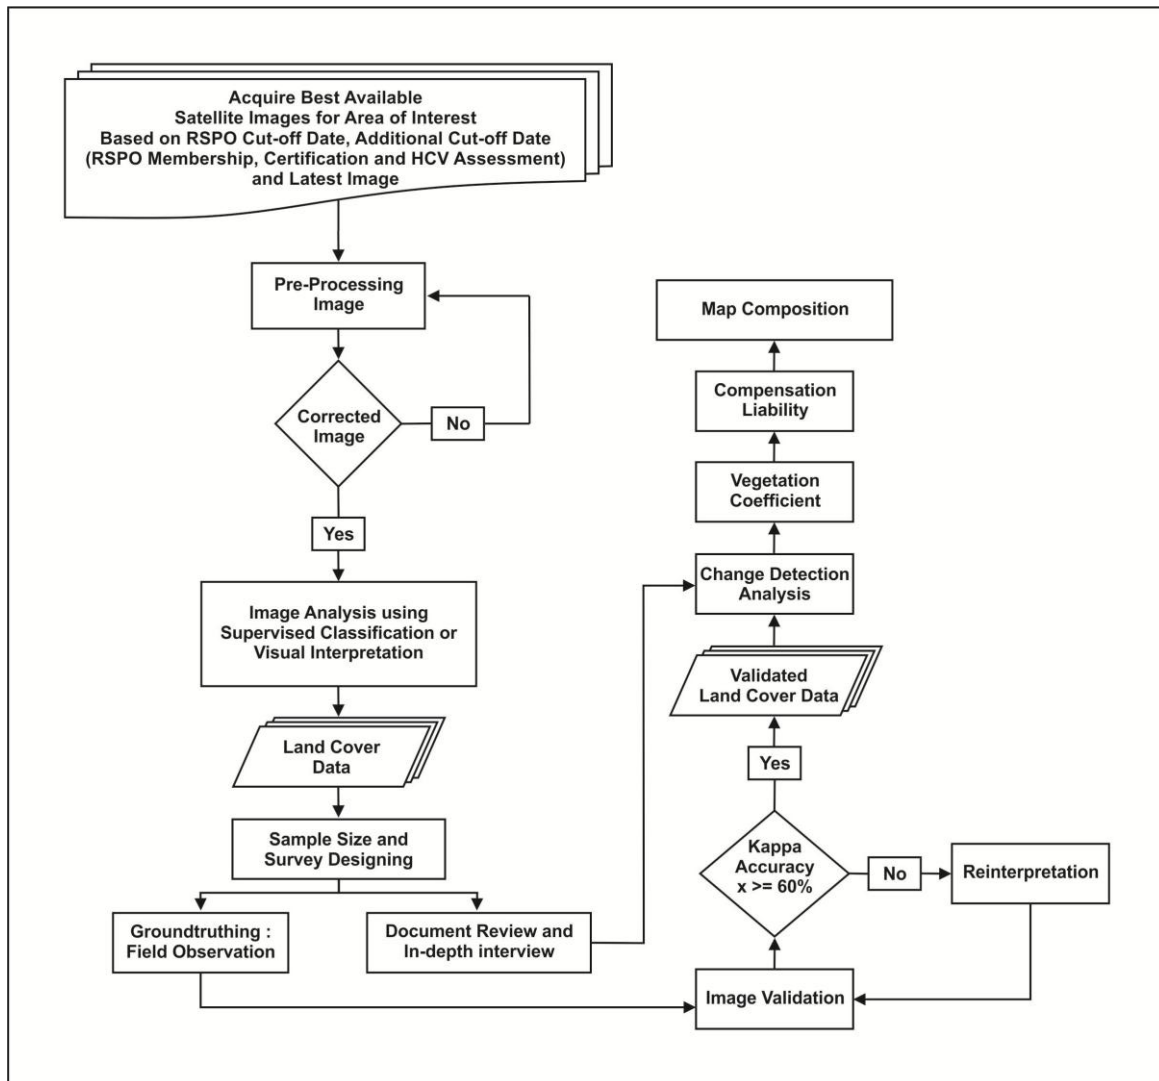 Acquire Best Available
Satellite Images for Area of Interest
Based on RSPO Cut-off Date, Additional Cut-off Date
(RSPO Membership, Certification and HCV Assessment)
and Latest Image
Pre-Processing
Image
Corrected
Image
No
Yes
Image Analysis using
Supervised Classification or
Visual Interpretation
Land Cover
Data
Sample Size and
Survey Designing
Groundtruthing :
Field Observation
Document Review and
In-depth interview
Map Composition
Compensation
Liability
Vegetation
Coefficient
Change Detection
Analysis
Validated
Land Cover Data
Yes
Kappa
Accuracy
x >= 60%
No
Reinterpretation
Image Validation